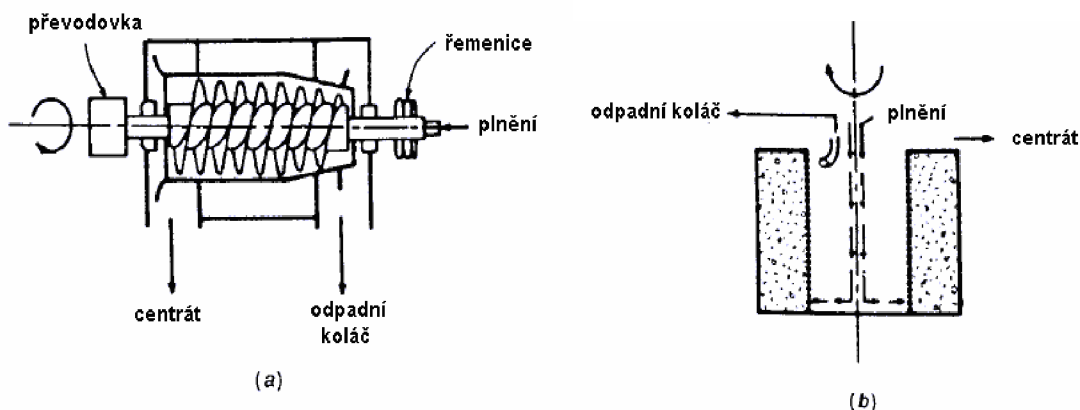 převodovka
řemenice
plnění
centrát
odpadní
koláč
(a)
odpadní koláč
plnění
centrát
(b)